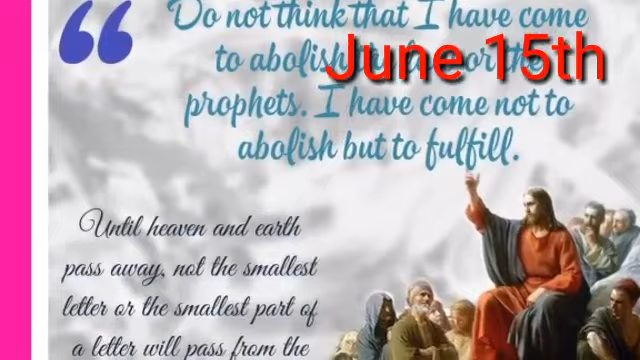 “
Do not think that I have come
to abolish or the
June 15th
prophets. I have come not to
abolish but to fulfill.
Until heaven and earth
pass away, not the smallest
letter or the smallest part of
a letter will pass from the